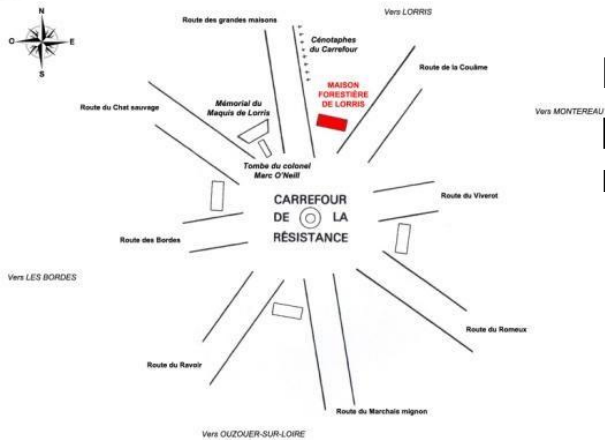 N
O
E
S
Vers LORRIS
Route des grandes maisons
Cénotaphes
du Carrefour
Route de la Couâme
MAISON
FORESTIÈRE
DE LORRIS
Mémorial du
Maquis de Lorris
Route du Chat sauvage
Vers MONTEREAU
Tombe du colonel
Marc O'Neill
CARREFOUR
DE LA
RÉSISTANCE
Route du Viverot
Route des Bordes
Vers LES BORDES
Route du Romeux
Route du Ravoir
Route du Marchais mignon
Vers OUZOUER-SUR-LOIRE